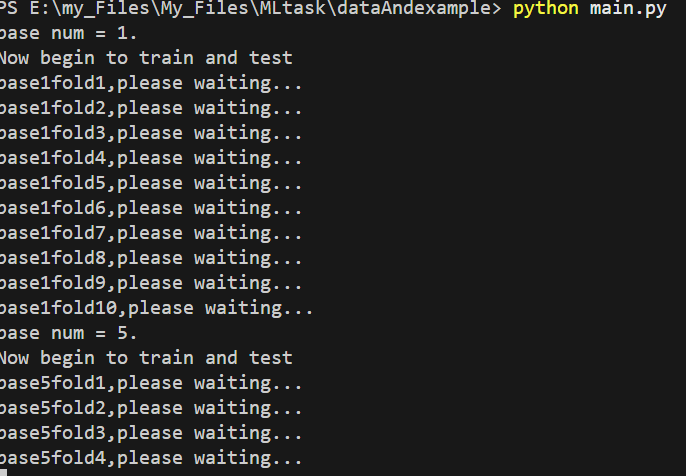 PS E:\my_Files\My_Files\MLtask\dataAndexample> python main.py
base num = 1.
Now begin to train and test
base1fold1,please waiting...
base1fold2,please waiting...
base1fold3,please waiting...
base1fold4,please waiting...
base1fold5,please waiting...
base1fold6,please waiting...
base1fold7,please waiting...
base1fold8,please waiting...
base1fold9,please waiting...
base1fold10,please waiting...
base num = 5.
Now begin to train and test
base5fold1,please waiting...
base5fold2,please waiting...
base5fold3,please waiting...
base5fold4,please waiting...